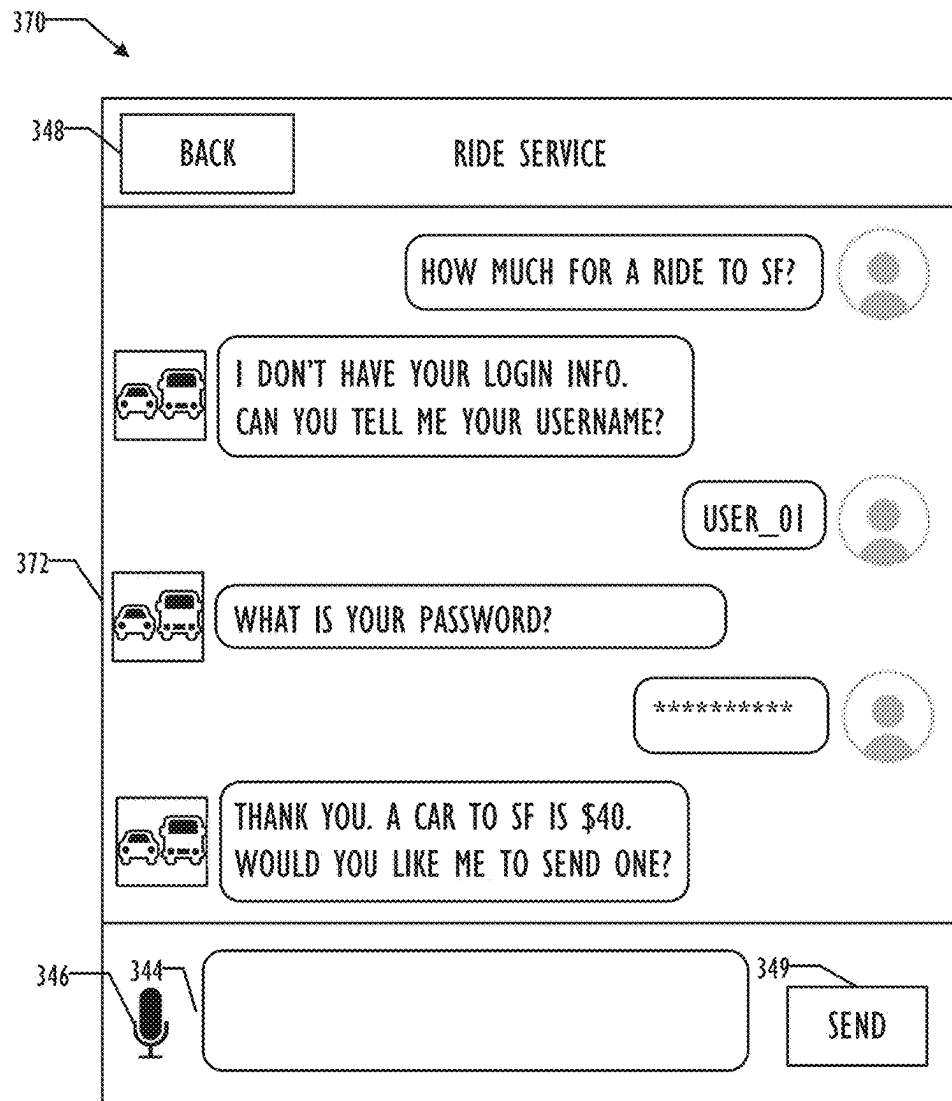 370
348
BACK
RIDE SERVICE
HOW MUCH FOR A RIDE TO SF?
I DON'T HAVE YOUR LOGIN INFO.
CAN YOU TELL ME YOUR USERNAME?
USER_01
372
WHAT IS YOUR PASSWORD?
**********
THANK YOU. A CAR TO SF IS $40.
WOULD YOU LIKE ME TO SEND ONE?
346
344
349
SEND